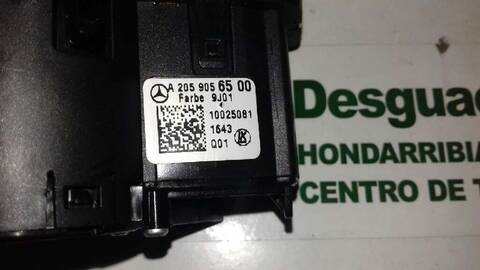 A 205 905 65 00
Farbe 9J01
10025081
1643
Q01
Desguac
HONDARRIBIA
CENTRO DE T